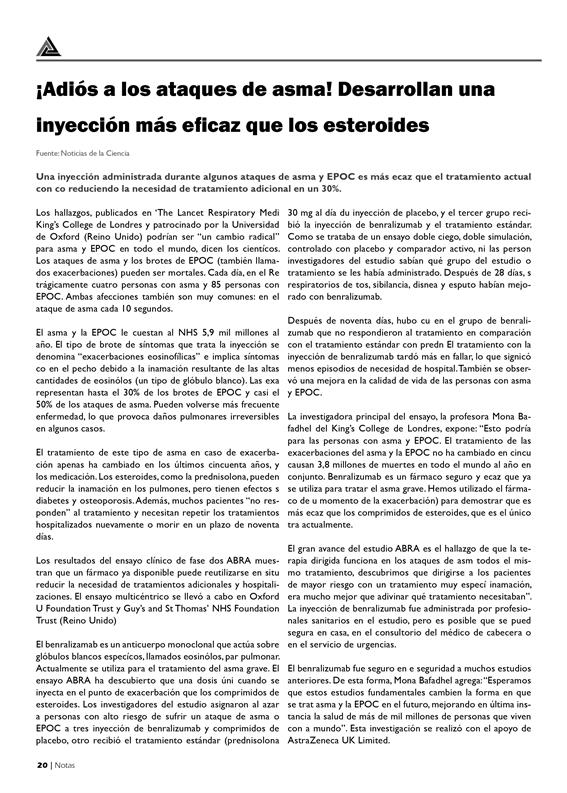 ¡Adiós a los ataques de asma! Desarrollan una
inyección más eficaz que los esteroides
Fuente: Noticias de la Ciencia
Una inyección administrada durante algunos ataques de asma y EPOC es más ecaz que el tratamiento actual
con co reduciendo la necesidad de tratamiento adicional en un 30%.
Los hallazgos, publicados en ‘The Lancet Respiratory Medi
King’s College de Londres y patrocinado por la Universidad
de Oxford (Reino Unido) podrían ser “un cambio radical”
para asma y EPOC en todo el mundo, dicen los cientícos.
Los ataques de asma y los brotes de EPOC (también llama-
dos exacerbaciones) pueden ser mortales. Cada día, en el Re
trágicamente cuatro personas con asma y 85 personas con
EPOC. Ambas afecciones también son muy comunes: en el
ataque de asma cada 10 segundos.
El asma y la EPOC le cuestan al NHS 5,9 mil millones al
año. El tipo de brote de síntomas que trata la inyección se
denomina “exacerbaciones eosinofílicas” e implica síntomas
co en el pecho debido a la inamación resultante de las altas
cantidades de eosinólos (un tipo de glóbulo blanco). Las exa
representan hasta el 30% de los brotes de EPOC y casi el
50% de los ataques de asma. Pueden volverse más frecuente
enfermedad, lo que provoca daños pulmonares irreversibles
en algunos casos.
El tratamiento de este tipo de asma en caso de exacerba-
ción apenas ha cambiado en los últimos cincuenta años, y
los medicación. Los esteroides, como la prednisolona, pueden
reducir la inamación en los pulmones, pero tienen efectos s
diabetes y osteoporosis. Además, muchos pacientes “no res-
ponden” al tratamiento y necesitan repetir los tratamientos
hospitalizados nuevamente o morir en un plazo de noventa
días.
Los resultados del ensayo clínico de fase dos ABRA mues-
tran que un fármaco ya disponible puede reutilizarse en situ
reducir la necesidad de tratamientos adicionales y hospitali-
zaciones. El ensayo multicéntrico se llevó a cabo en Oxford
U Foundation Trust y Guy’s and St Thomas’ NHS Foundation
Trust (Reino Unido)
El benralizamab es un anticuerpo monoclonal que actúa sobre
glóbulos blancos especícos, llamados eosinólos, par pulmonar.
Actualmente se utiliza para el tratamiento del asma grave. El
ensayo ABRA ha descubierto que una dosis úni cuando se
inyecta en el punto de exacerbación que los comprimidos de
esteroides. Los investigadores del estudio asignaron al azar
a personas con alto riesgo de sufrir un ataque de asma o
EPOC a tres inyección de benralizumab y comprimidos de
placebo, otro recibió el tratamiento estándar (prednisolona
30 mg al día du inyección de placebo, y el tercer grupo reci-
bió la inyección de benralizumab y el tratamiento estándar.
Como se trataba de un ensayo doble ciego, doble simulación,
controlado con placebo y comparador activo, ni las person
investigadores del estudio sabían qué grupo del estudio o
tratamiento se les había administrado. Después de 28 días, s
respiratorios de tos, sibilancia, disnea y esputo habían mejo-
rado con benralizumab.
Después de noventa días, hubo cu en el grupo de benrali-
zumab que no respondieron al tratamiento en comparación
con el tratamiento estándar con predn El tratamiento con la
inyección de benralizumab tardó más en fallar, lo que signicó
menos episodios de necesidad de hospital. También se obser-
vó una mejora en la calidad de vida de las personas con asma
y EPOC.
La investigadora principal del ensayo, la profesora Mona Ba-
fadhel del King’s College de Londres, expone: “Esto podría
para las personas con asma y EPOC. El tratamiento de las
exacerbaciones del asma y la EPOC no ha cambiado en cincu
causan 3,8 millones de muertes en todo el mundo al año en
conjunto. Benralizumab es un fármaco seguro y ecaz que ya
se utiliza para tratar el asma grave. Hemos utilizado el fárma-
co de u momento de la exacerbación) para demostrar que es
más ecaz que los comprimidos de esteroides, que es el único
tra actualmente.
El gran avance del estudio ABRA es el hallazgo de que la te-
rapia dirigida funciona en los ataques de asm todos el mis-
mo tratamiento, descubrimos que dirigirse a los pacientes
de mayor riesgo con un tratamiento muy especí inamación,
era mucho mejor que adivinar qué tratamiento necesitaban”.
La inyección de benralizumab fue administrada por profesio-
nales sanitarios en el estudio, pero es posible que se pued
segura en casa, en el consultorio del médico de cabecera o
en el servicio de urgencias.
El benralizumab fue seguro en e seguridad a muchos estudios
anteriores. De esta forma, Mona Bafadhel agrega: “Esperamos
que estos estudios fundamentales cambien la forma en que
se trat asma y la EPOC en el futuro, mejorando en última ins-
tancia la salud de más de mil millones de personas que viven
con a mundo”. Esta investigación se realizó con el apoyo de
AstraZeneca UK Limited.
20 | Notas